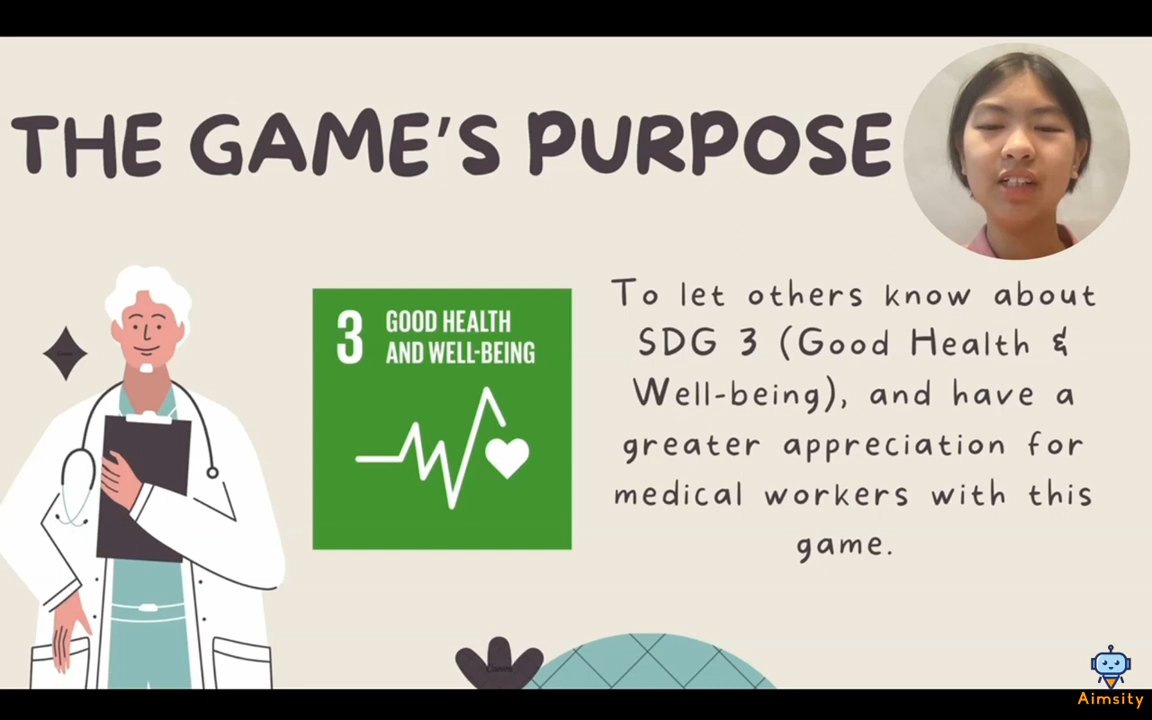 THE GAME'S PURPOSE
3 GOOD HEALTH
AND WELL-BEING
To let others know about
SDG 3 (Good Health &
Well-being), and have a
greater appreciation for
medical workers with this
game.
Aimsity